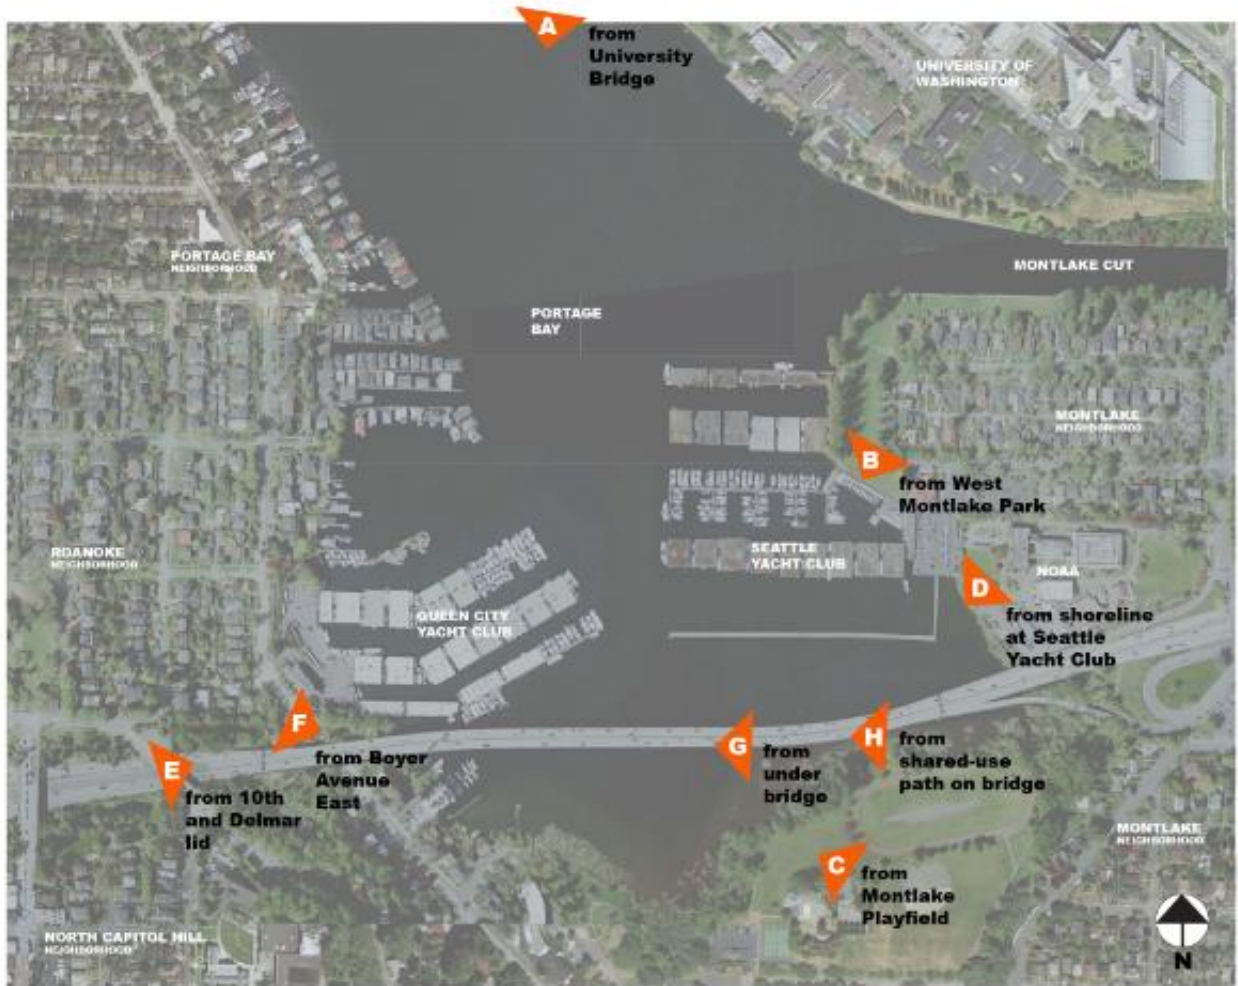 A
from
University
Bridge
UNIVERSITY OF
WASHINGTON
PORTAGE BAY
NEIGHBORHOOD
MONTLAKE CUT
PORTAGE
BAY
MONTLAKE
NEIGHBORHOOD
B
from West
Montlake Park
ROANOKE
NEIGHBORHOOD
SEATTLE
YACHT CLUB
NOAA
D
from shoreline
at Seattle
Yacht Club
QUEEN CITY
YACHT CLUB
F
from Boyer
Avenue
East
G
from
under
bridge
H
from
shared-use
path on bridge
E
from 10th
and Delmar
lid
MONTLAKE
NEIGHBORHOOD
C
from
Montlake
Playfield
NORTH CAPITOL HILL
NEIGHBORHOOD
N